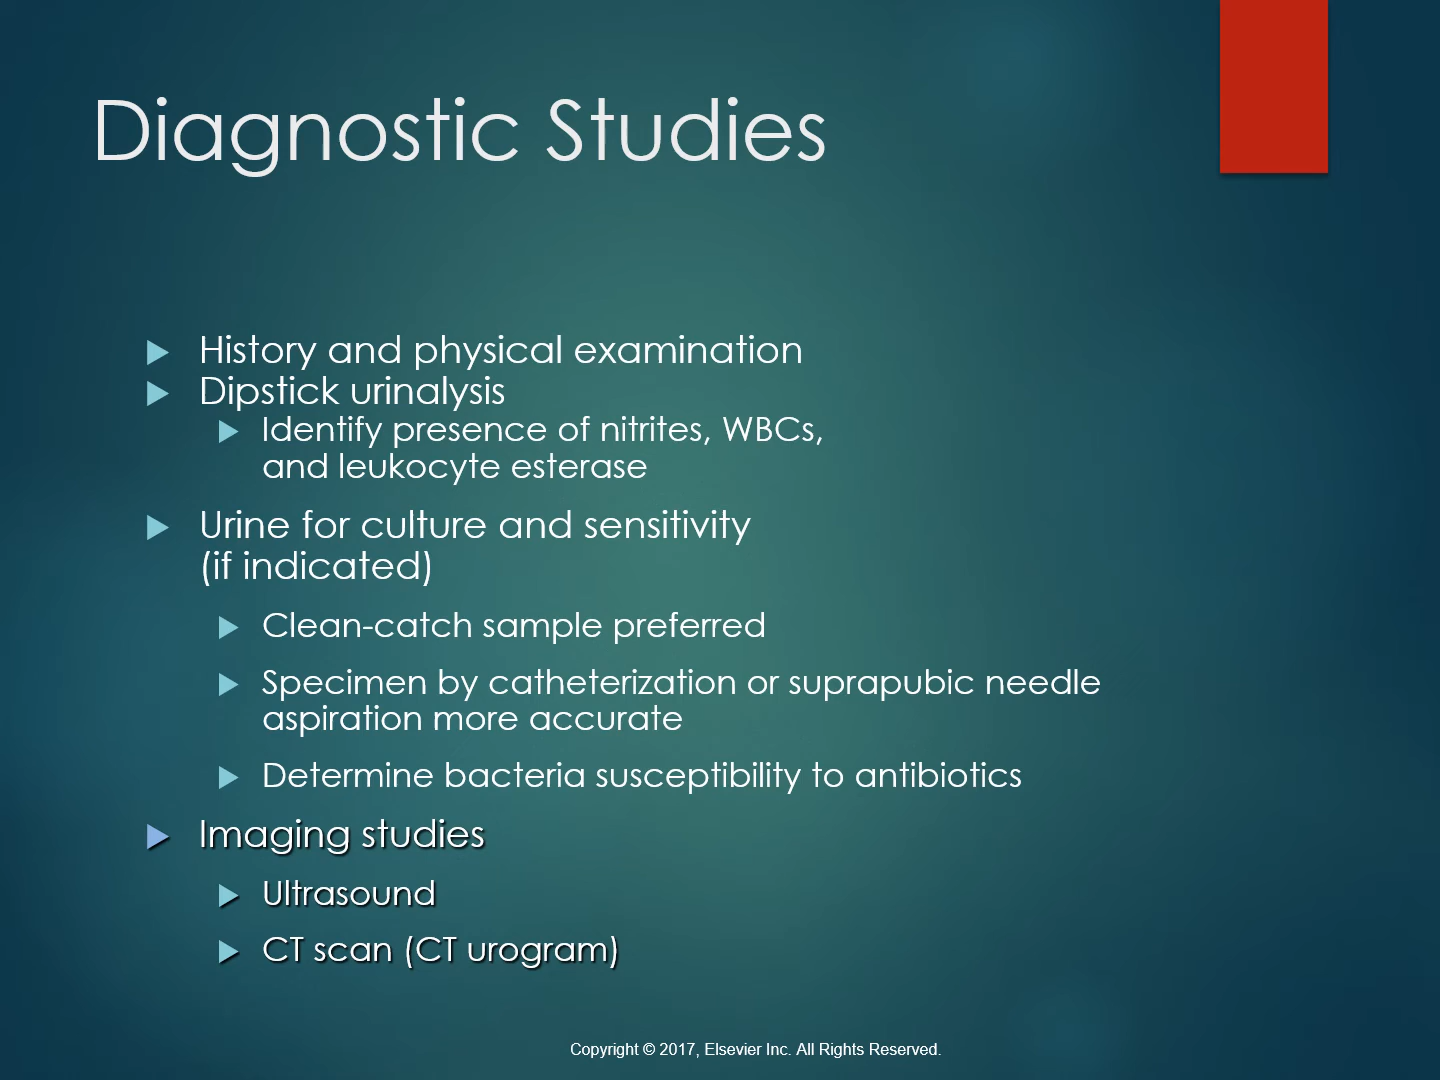 Diagnostic Studies
History and physical examination
Dipstick urinalysis
Identify presence of nitrites, WBCs,
and leukocyte esterase
Urine for culture and sensitivity
(if indicated)
Clean-catch sample preferred
Specimen by catheterization or suprapubic needle
aspiration more accurate
Determine bacteria susceptibility to antibiotics
Imaging studies
Ultrasound
CT scan (CT urogram)
Copyright © 2017, Elsevier Inc. All Rights Reserved.